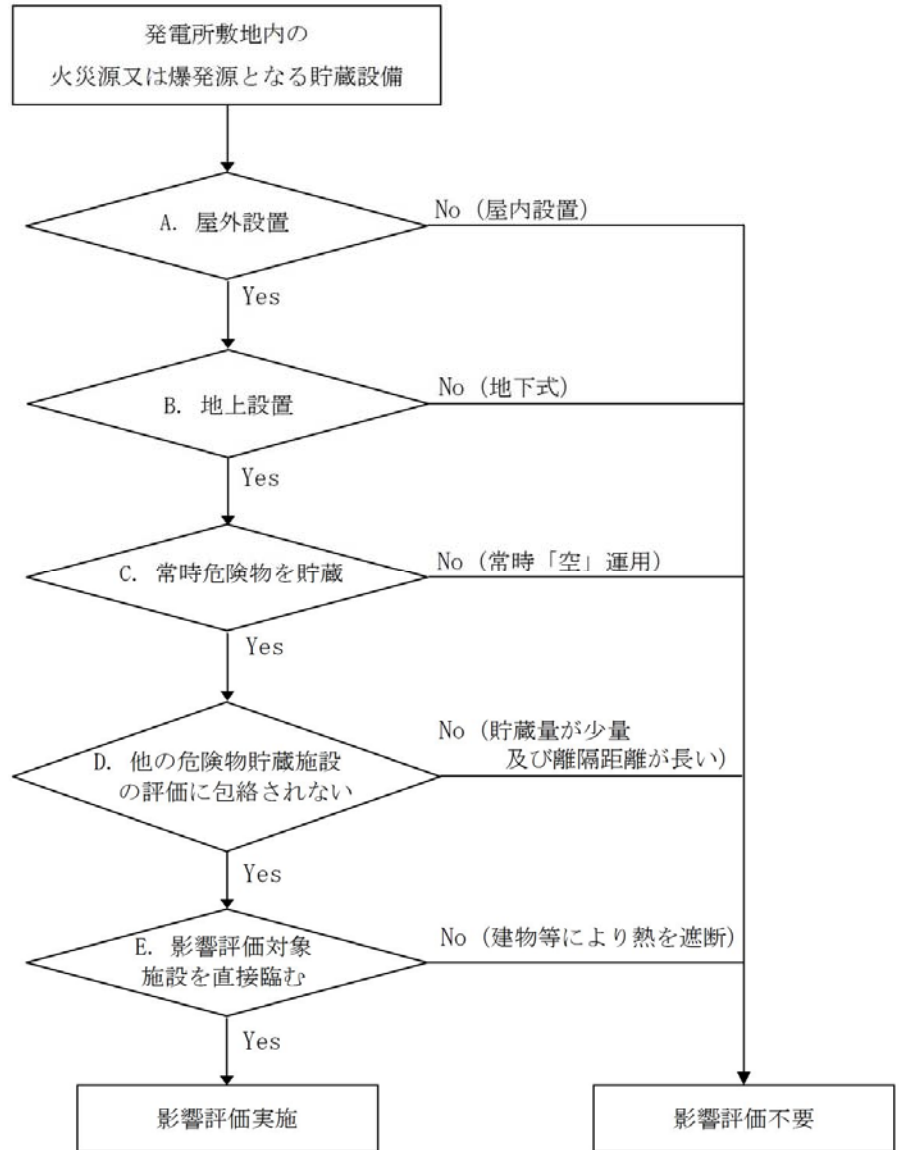 発電所敷地内の
火災源又は爆発源となる貯蔵設備
A. 屋外設置
No (屋内設置)
Yes
B. 地上設置
No (地下式)
Yes
C. 常時危険物を貯蔵
No (常時「空」運用)
Yes
D. 他の危険物貯蔵施設
の評価に包絡されない
No (貯蔵量が少量
及び離隔距離が長い)
Yes
E. 影響評価対象
施設を直接臨む
No (建物等により熱を遮断)
Yes
影響評価実施
影響評価不要